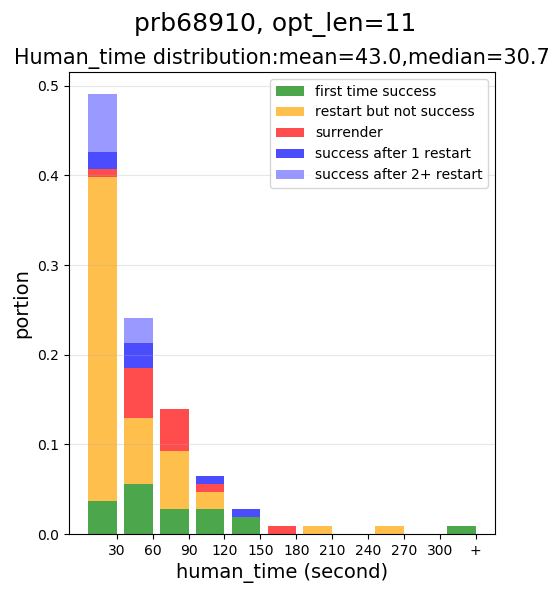 prb68910, opt_len=11
Human_time distribution:mean=43.0,median=30.7
first time success
restart but not success
surrender
success after 1 restart
success after 2+ restart
0.5
0.4
0.3
0.2
0.1
0.0
portion
30 60 90 120 150 180 210 240 270 300 +
human_time (second)